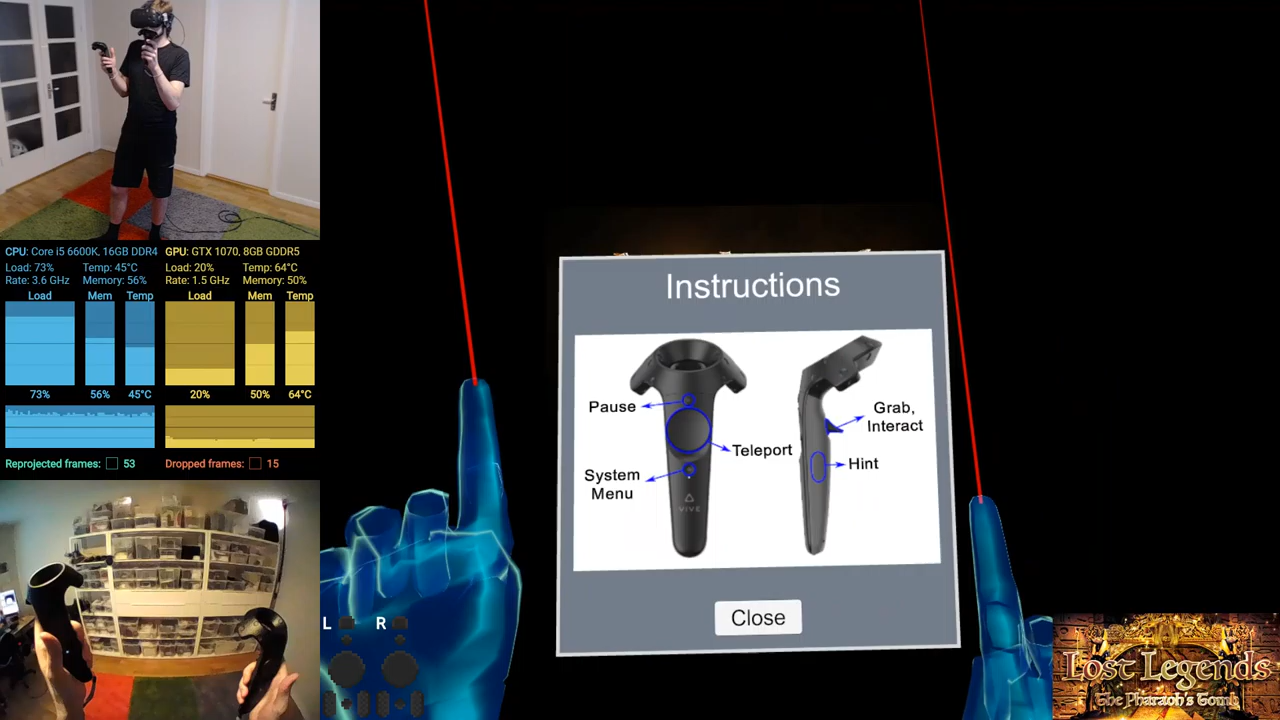 CPU: Core i5 6600K, 16GB DDR4
Load: 73%
Temp: 45°C
Rate: 3.6 GHz
Memory: 56%
Load
Mem
Temp
73%
56%
45°C
GPU: GTX 1070, 8GB GDDR5
Load: 20%
Temp: 64°C
Rate: 1.5 GHz
Memory: 50%
Load
Mem
Temp
20%
50%
64°C
Reprojected frames: 53
Dropped frames: 15
Instructions
Pause
Teleport
System
Menu
VIVE
Grab,
Interact
Hint
Close
L R
Lost Legends
The Pharaoh's Tomb